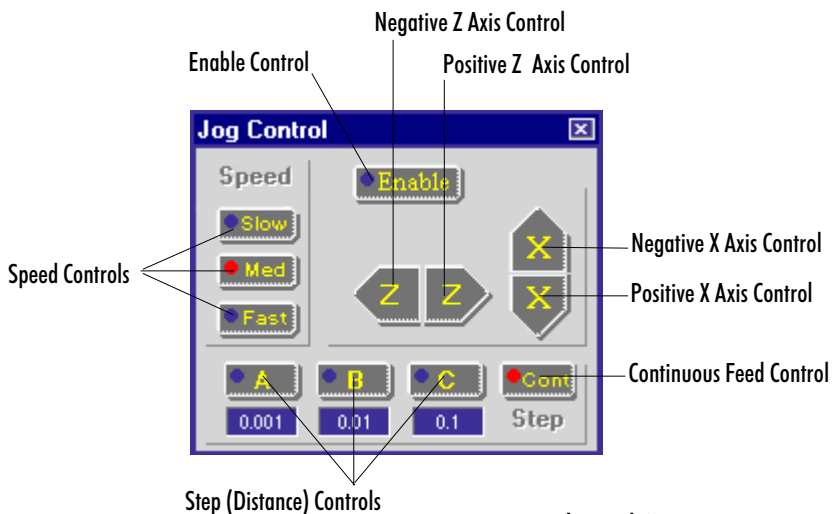 Negative Z Axis Control
Enable Control
Positive Z Axis Control
Jog Control
Speed
Enable
Slow
Med
Fast
Z
Z
X
X
Negative X Axis Control
Positive X Axis Control
Speed Controls
A
B
C
Cont
Continuous Feed Control
0.001
0.01
0.1
Step
Step (Distance) Controls